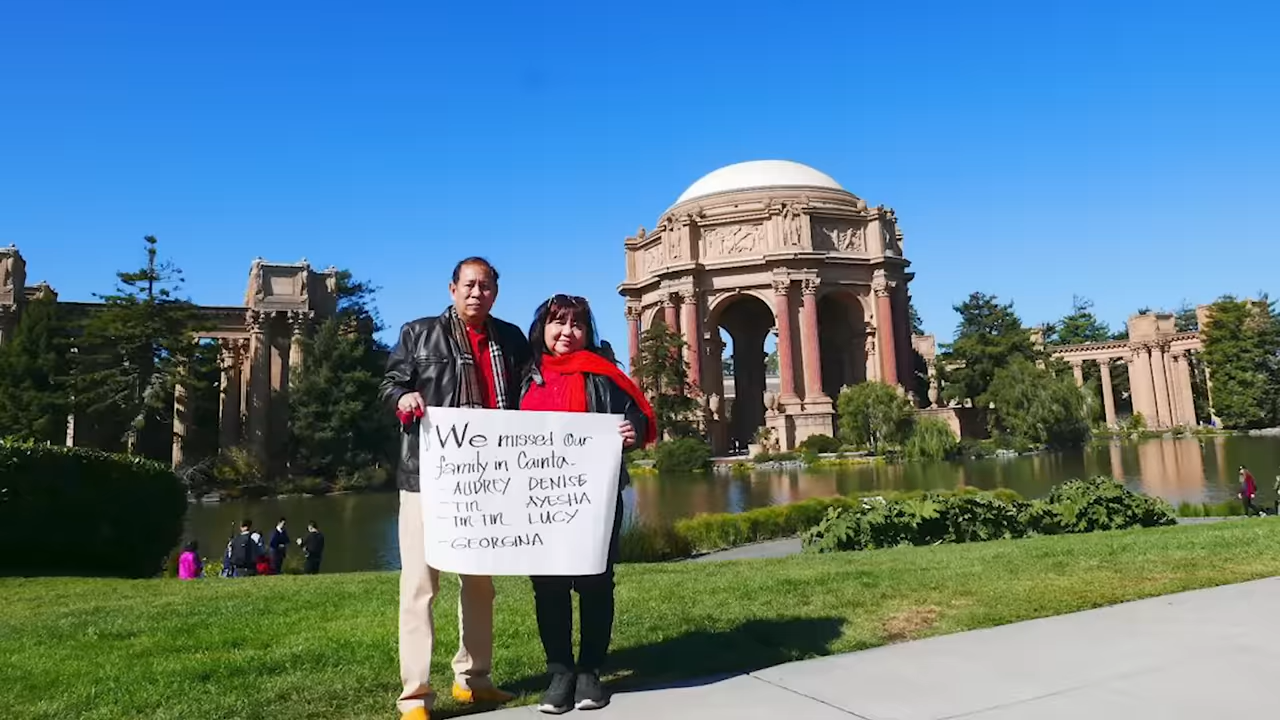 We missed Our
family in Cainta.
- AUDREY DENISE
- TIN AYESHA
- TIN TIN LUCY
- GEORGINA